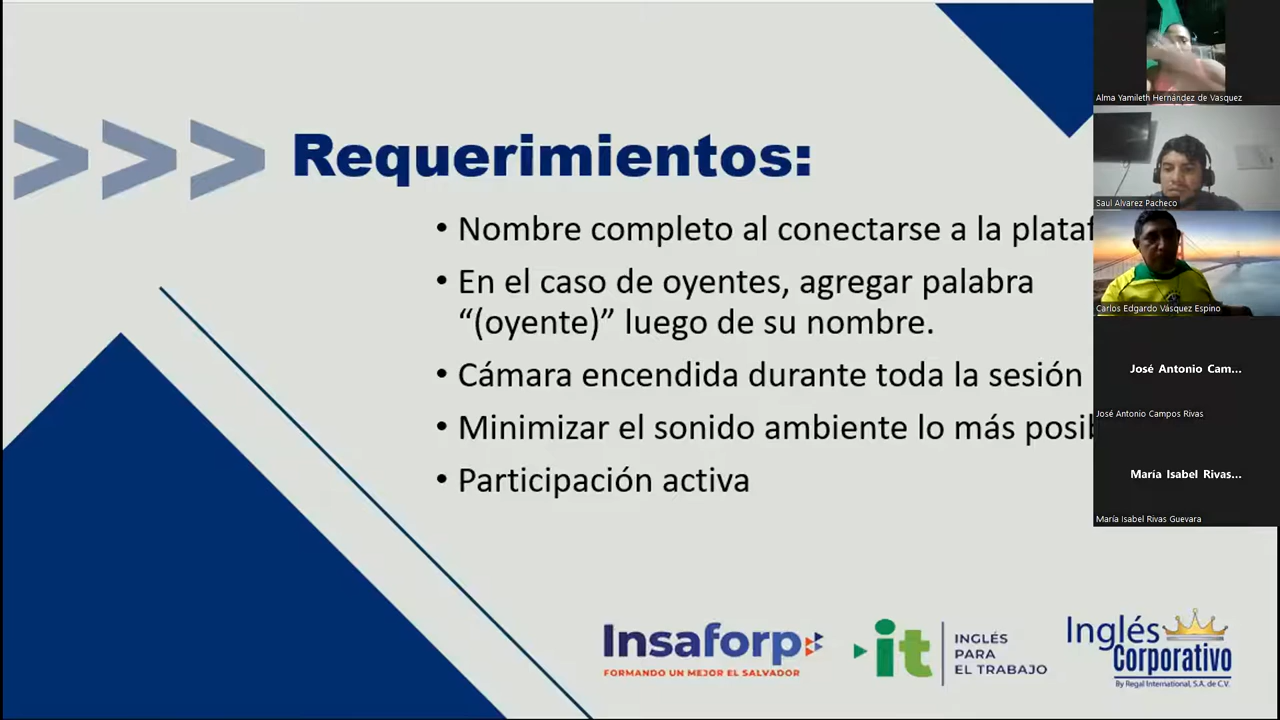 Requerimientos:
• Nombre completo al conectarse a la plataf
• En el caso de oyentes, agregar palabra
“(oyente)” luego de su nombre.
• Cámara encendida durante toda la sesión
• Minimizar el sonido ambiente lo más posib
• Participación activa
Alma Yamileth Hernández de Vasquez
Saul Alvarez Pacheco
Carlos Edgardo Vásquez Espino
José Antonio Cam...
José Antonio Campos Rivas
María Isabel Rivas...
María Isabel Rivas Guevara
Insaforp
FORMANDO UN MEJOR EL SALVADOR
it
INGLÉS
PARA
EL TRABAJO
Inglés
Corporativo
By Regal International, S.A. de C.V.